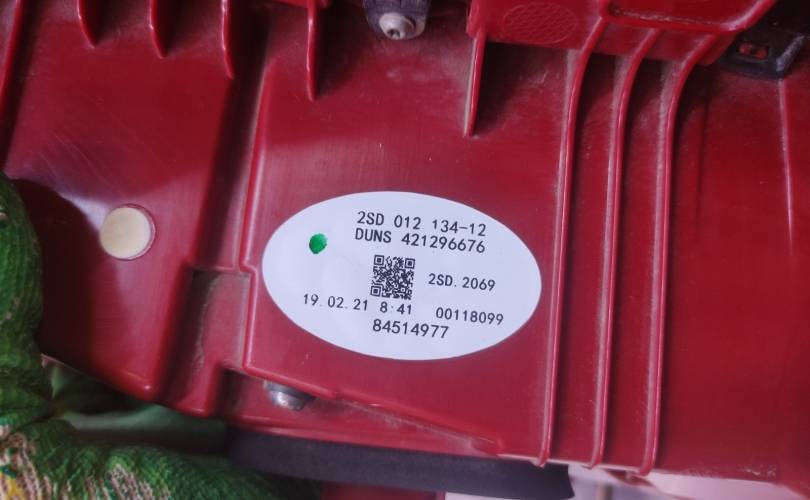 2SD 012 134-12
DUNS 421296676
2SD.2069
19.02.21 8:41 00118099
84514977